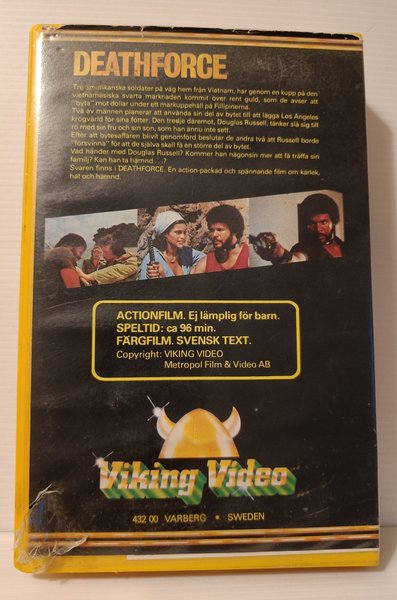 DEATHFORCE
Tre amerikanska soldater på väg hem från Vietnam, har genom en kupp på den
vietnamesiska svarta marknaden kommit över rent guld, som de avser att
"byta" mot dollar under ett markuppehåll på Fillipinerna.
Två av männen planerar att använda sin del av bytet till att lägga Los Angeles
krogvärld för sina fötter. Den tredje däremot, Douglas Russell, tänker slå sig till
ro med sin fru och sin son, som han ännu inte sett.
Efter att bytesaffären blivit genomförd beslutar de andra två att Russell borde
"försvinna" för att de själva skall få en större del av bytet.
Vad händer med Douglas Russell? Kommer han någonsin mer att få träffa sin
familj? Kan han ta hämnd . . .?
Svaren finns i DEATHFORCE. En action-packad och spännande film om kärlek,
hat och hämnd.
ACTIONFILM. Ej lämplig för barn.
SPELTID: ca 96 min.
FÄRGFILM. SVENSK TEXT.
Copyright: VIKING VIDEO
Metropol Film & Video AB
Viking Video
432 00 VARBERG • SWEDEN